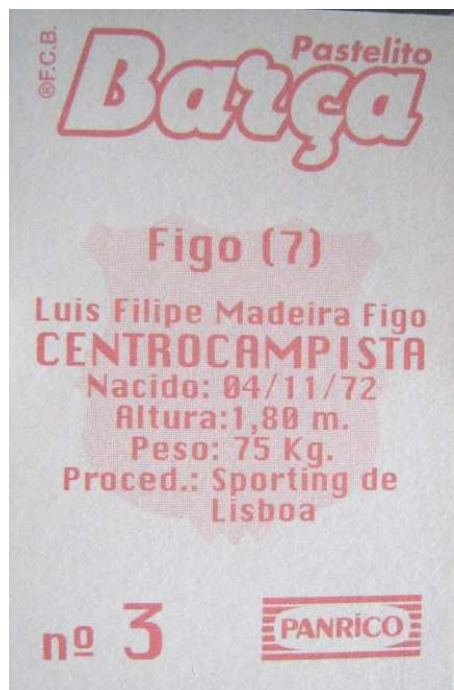 ®F.C.B.
Pastelito
Barça
Figo (7)
Luis Filipe Madeira Figo
CENTROCAMPISTA
Nacido: 04/11/72
Altura:1,80 m.
Peso: 75 Kg.
Proced.: Sporting de
Lisboa
nº 3
PANRICO